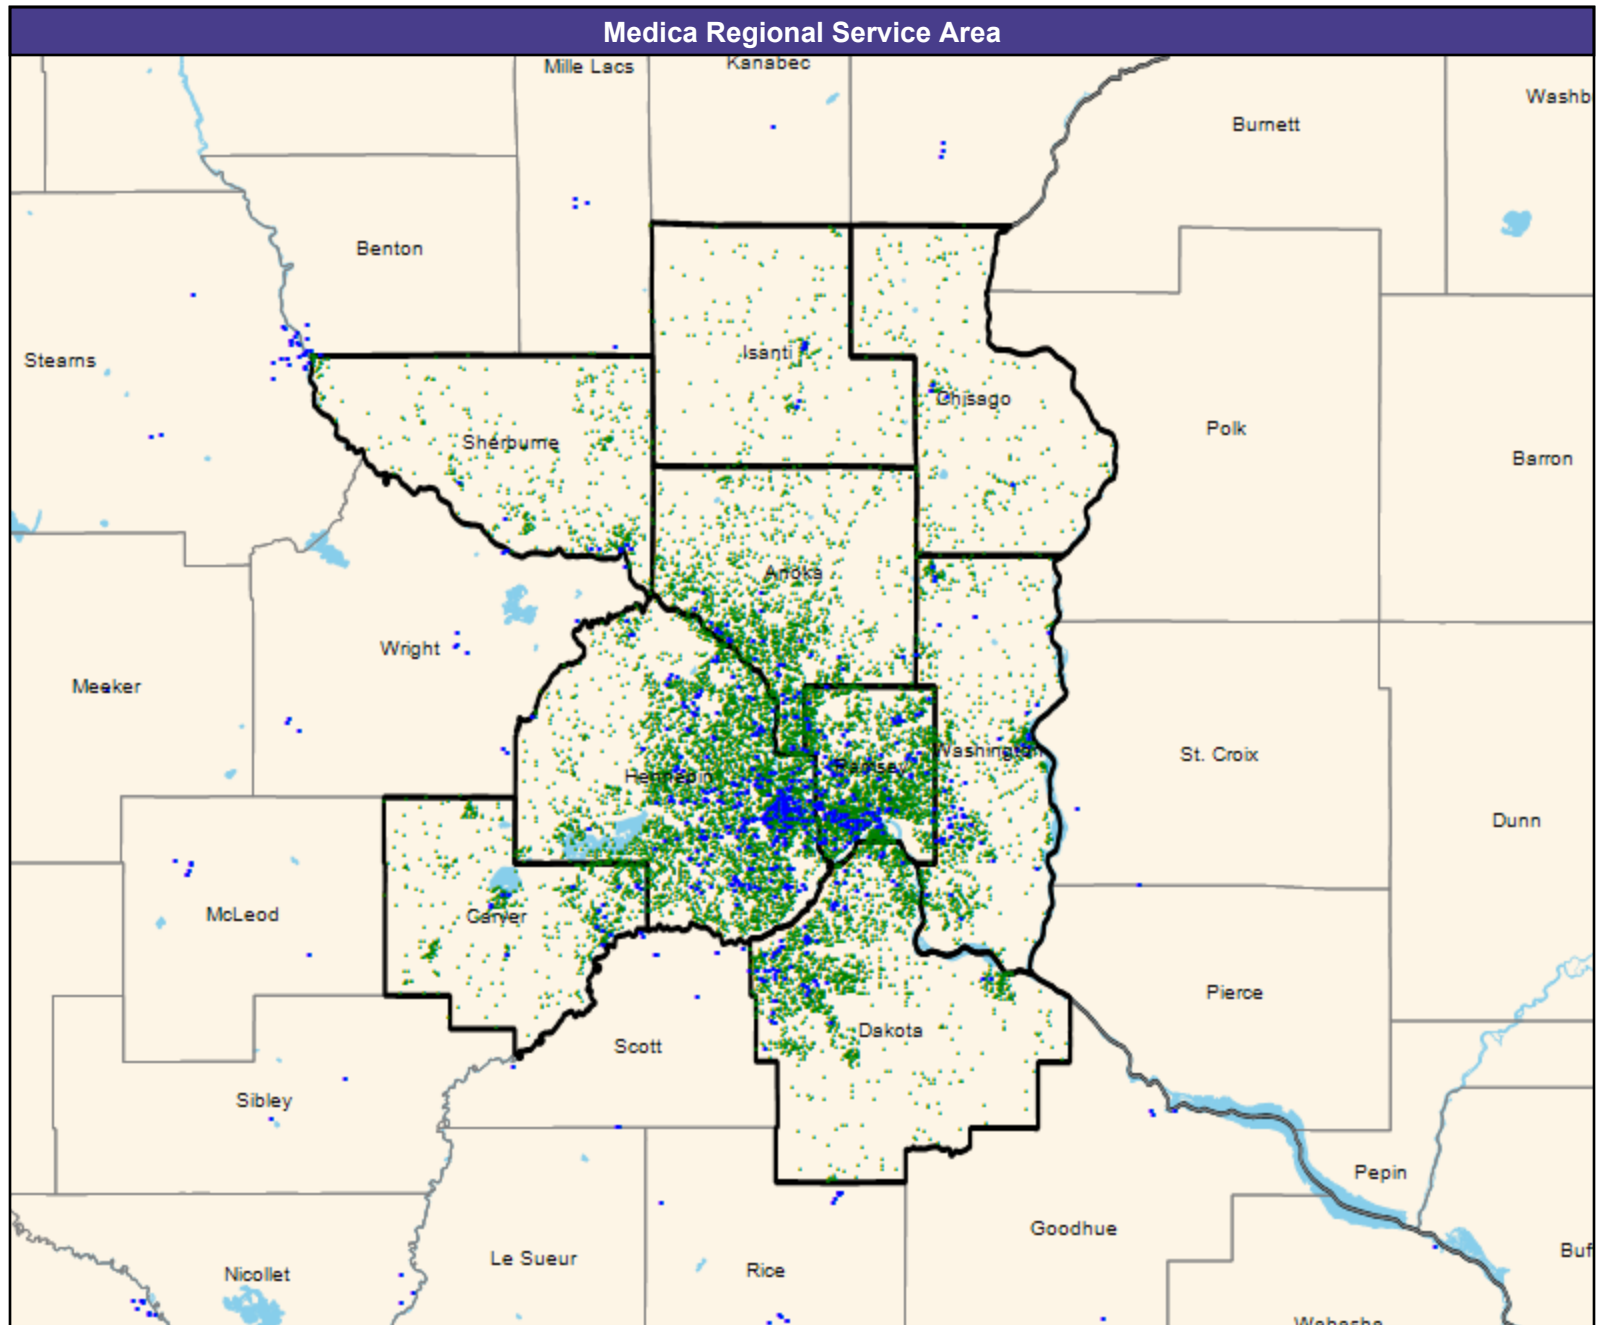 Medica Regional Service Area
Mille Lacs
Kanabec
Washb
Burnett
Benton
Stearns
Isanti
Chisago
Polk
Sherburne
Barron
Anoka
Wright
Meeker
Washington
St. Croix
Hennepin
Ramsey
Dunn
McLeod
Carver
Pierce
Dakota
Scott
Sibley
Pepin
Goodhue
Buf
Le Sueur
Rice
Nicollet
Wabasha